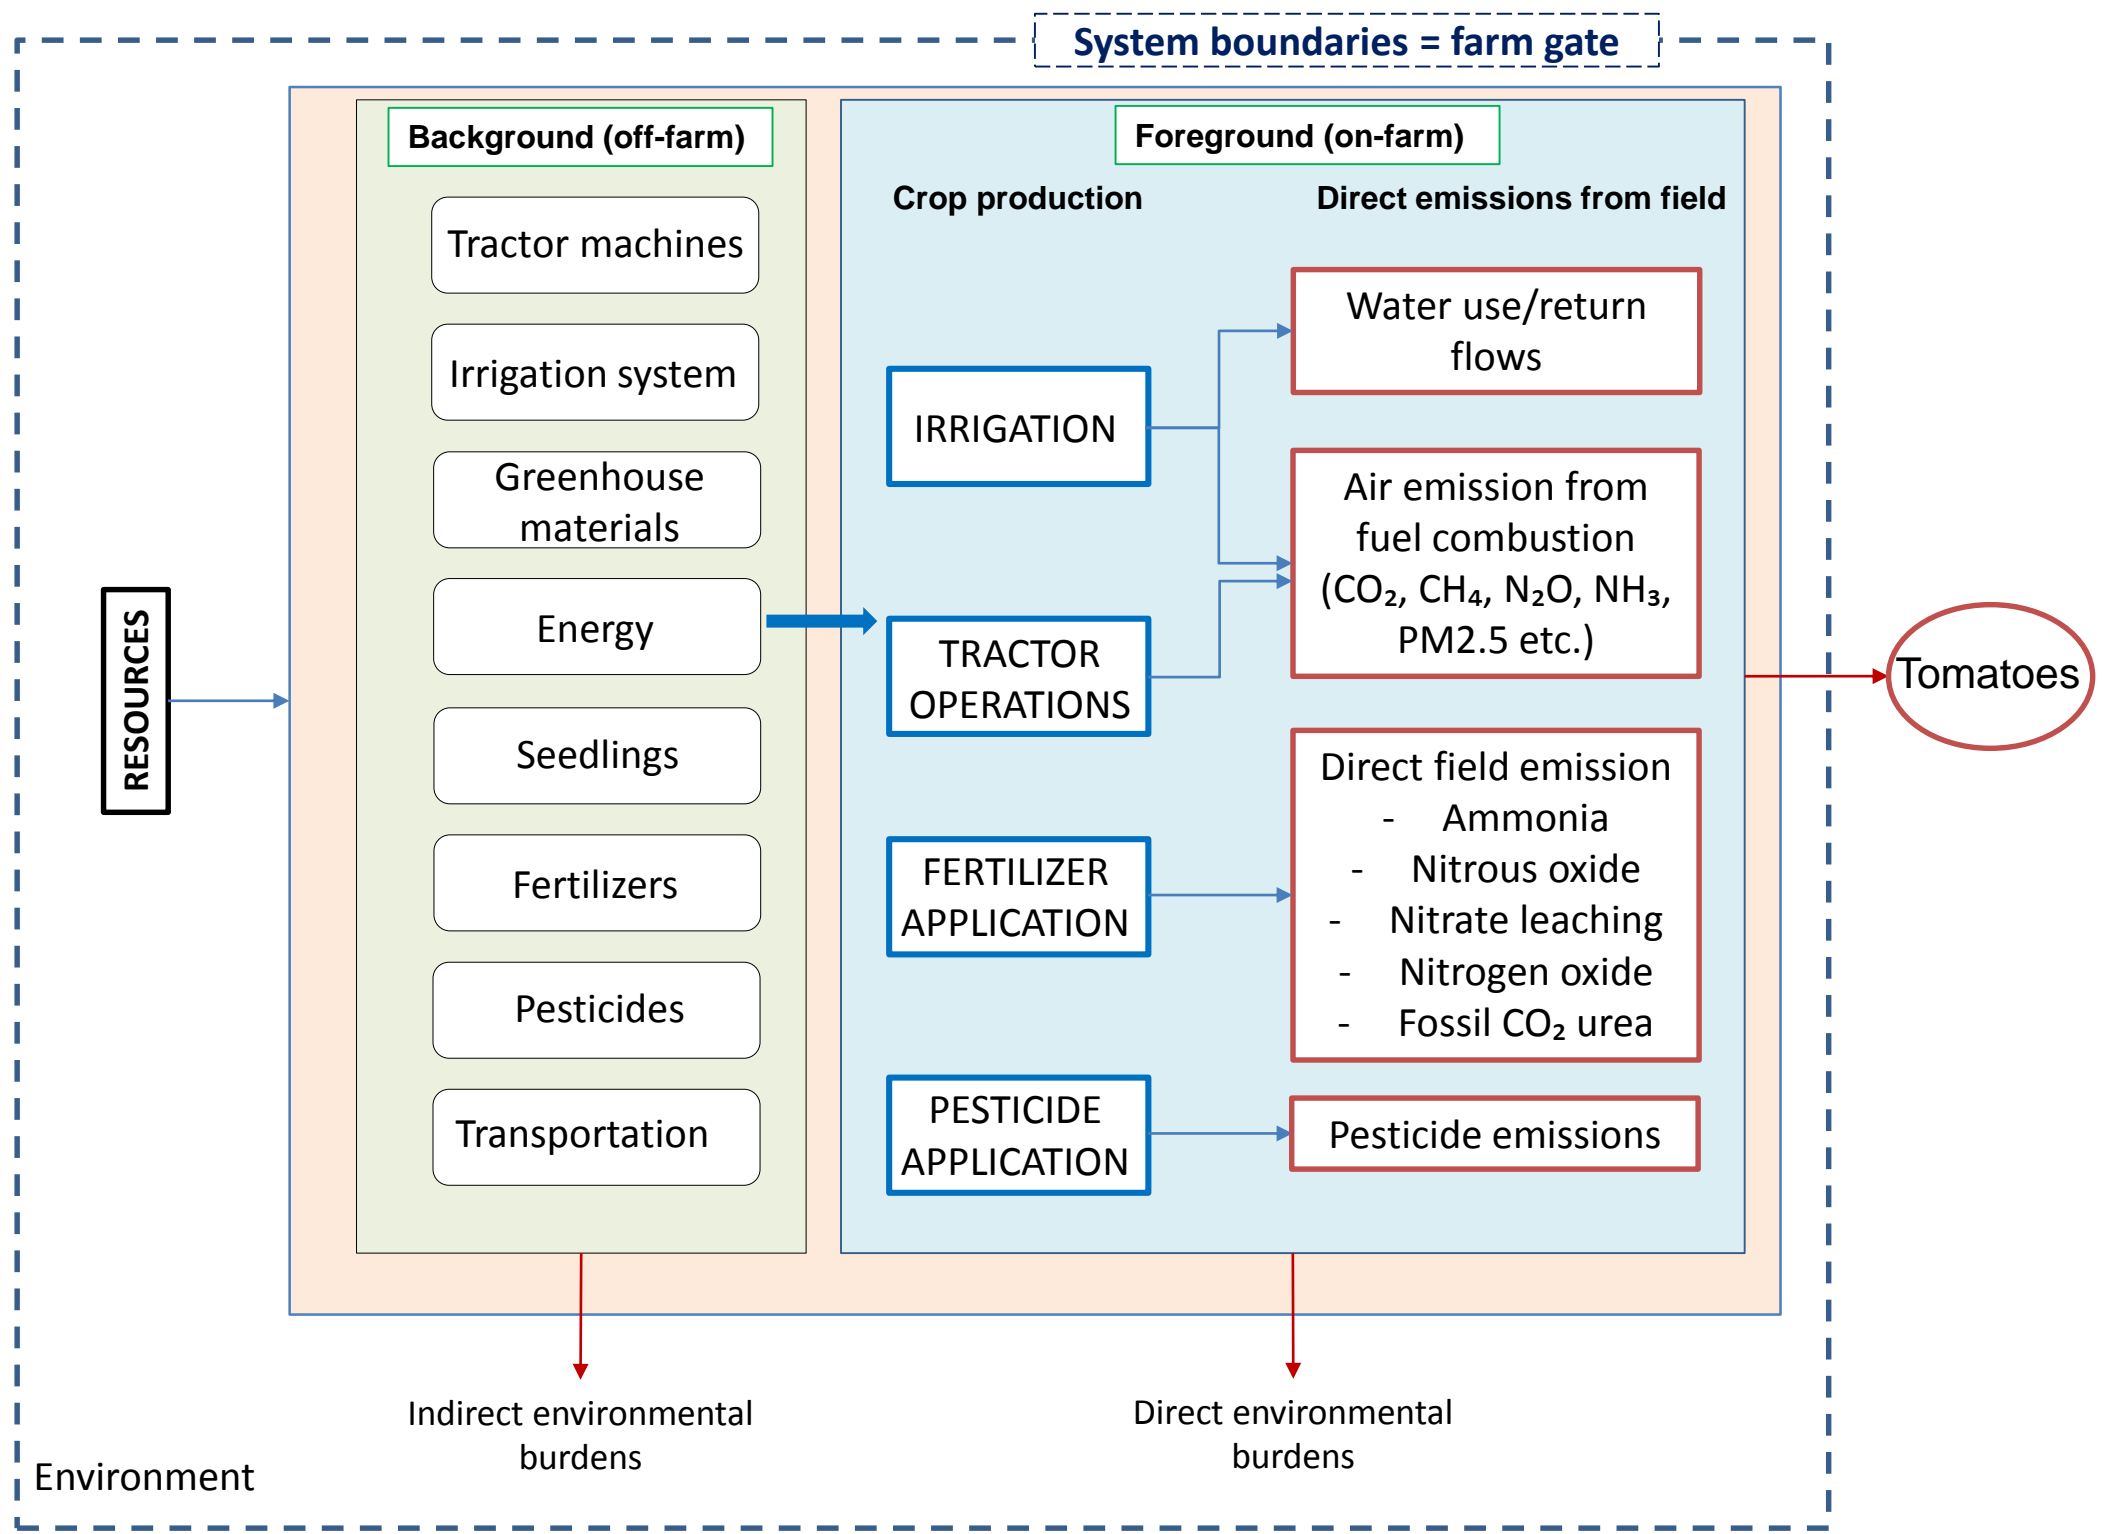 System boundaries = farm gate
Background (off-farm)
Tractor machines
Irrigation system
Greenhouse
materials
Energy
Seedlings
Fertilizers
Pesticides
Transportation
Foreground (on-farm)
Crop production
Direct emissions from field
IRRIGATION
TRACTOR
OPERATIONS
FERTILIZER
APPLICATION
PESTICIDE
APPLICATION
Water use/return
flows
Air emission from
fuel combustion
(CO₂, CH₄, N₂O, NH₃,
PM2.5 etc.)
Direct field emission
- Ammonia
- Nitrous oxide
- Nitrate leaching
- Nitrogen oxide
- Fossil CO₂ urea
Pesticide emissions
RESOURCES
Tomatoes
Indirect environmental
burdens
Direct environmental
burdens
Environment